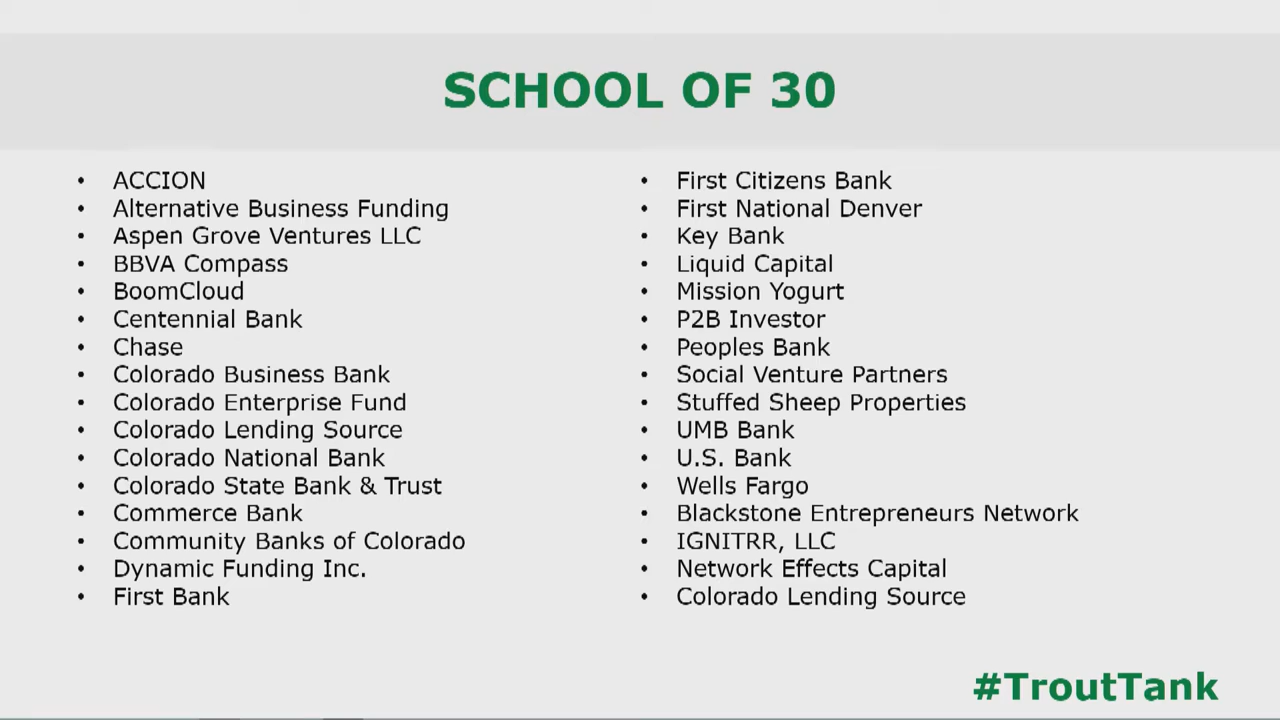 SCHOOL OF 30
• ACCION
• Alternative Business Funding
• Aspen Grove Ventures LLC
• BBVA Compass
• BoomCloud
• Centennial Bank
• Chase
• Colorado Business Bank
• Colorado Enterprise Fund
• Colorado Lending Source
• Colorado National Bank
• Colorado State Bank & Trust
• Commerce Bank
• Community Banks of Colorado
• Dynamic Funding Inc.
• First Bank
• First Citizens Bank
• First National Denver
• Key Bank
• Liquid Capital
• Mission Yogurt
• P2B Investor
• Peoples Bank
• Social Venture Partners
• Stuffed Sheep Properties
• UMB Bank
• U.S. Bank
• Wells Fargo
• Blackstone Entrepreneurs Network
• IGNITRR, LLC
• Network Effects Capital
• Colorado Lending Source
#TroutTank